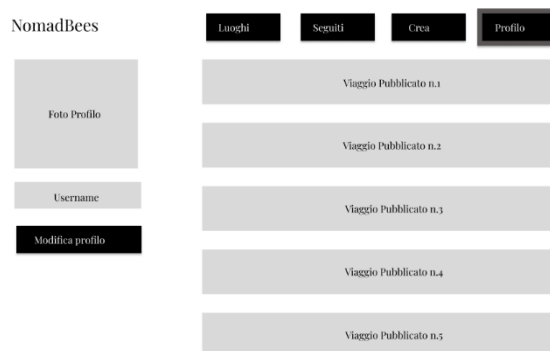 NomadBees
Luoghi
Seguiti
Crea
Profilo
Foto Profilo
Username
Modifica profilo
Viaggio Pubblicato n.1
Viaggio Pubblicato n.2
Viaggio Pubblicato n.3
Viaggio Pubblicato n.4
Viaggio Pubblicato n.5